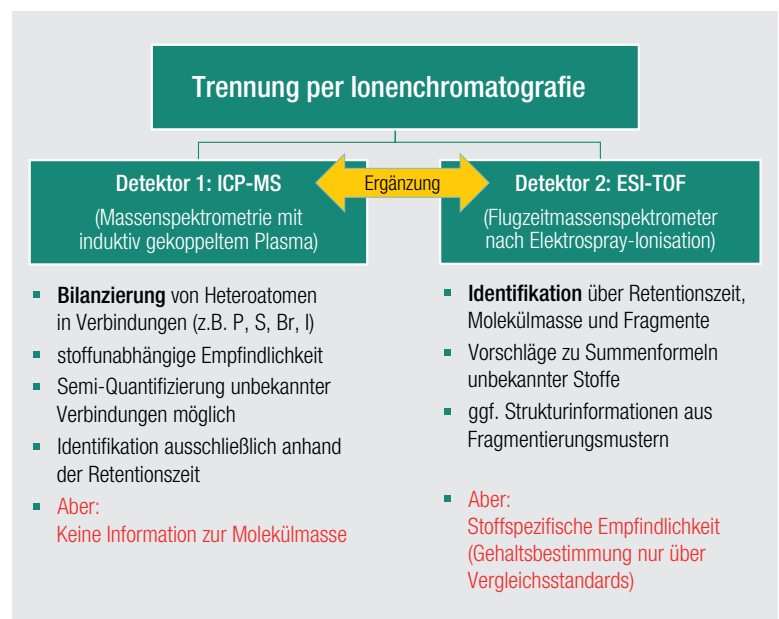 Trennung per Ionenchromatografie
Detektor 1: ICP-MS
(Massenspektrometrie mit
induktiv gekoppeltem Plasma)
Ergänzung
Detektor 2: ESI-TOF
(Flugzeitmassenspektrometer
nach Elektrospray-Ionisation)
▪ Bilanzierung von Heteroatomen
in Verbindungen (z.B. P, S, Br, I)
▪ stoffunabhängige Empfindlichkeit
▪ Semi-Quantifizierung unbekannter
Verbindungen möglich
▪ Identifikation ausschließlich anhand
der Retentionszeit
▪ Aber:
Keine Information zur Molekülmasse
▪ Identifikation über Retentionszeit,
Molekülmasse und Fragmente
▪ Vorschläge zu Summenformeln
unbekannter Stoffe
▪ ggf. Strukturinformationen aus
Fragmentierungsmustern
▪ Aber:
Stoffspezifische Empfindlichkeit
(Gehaltsbestimmung nur über
Vergleichsstandards)